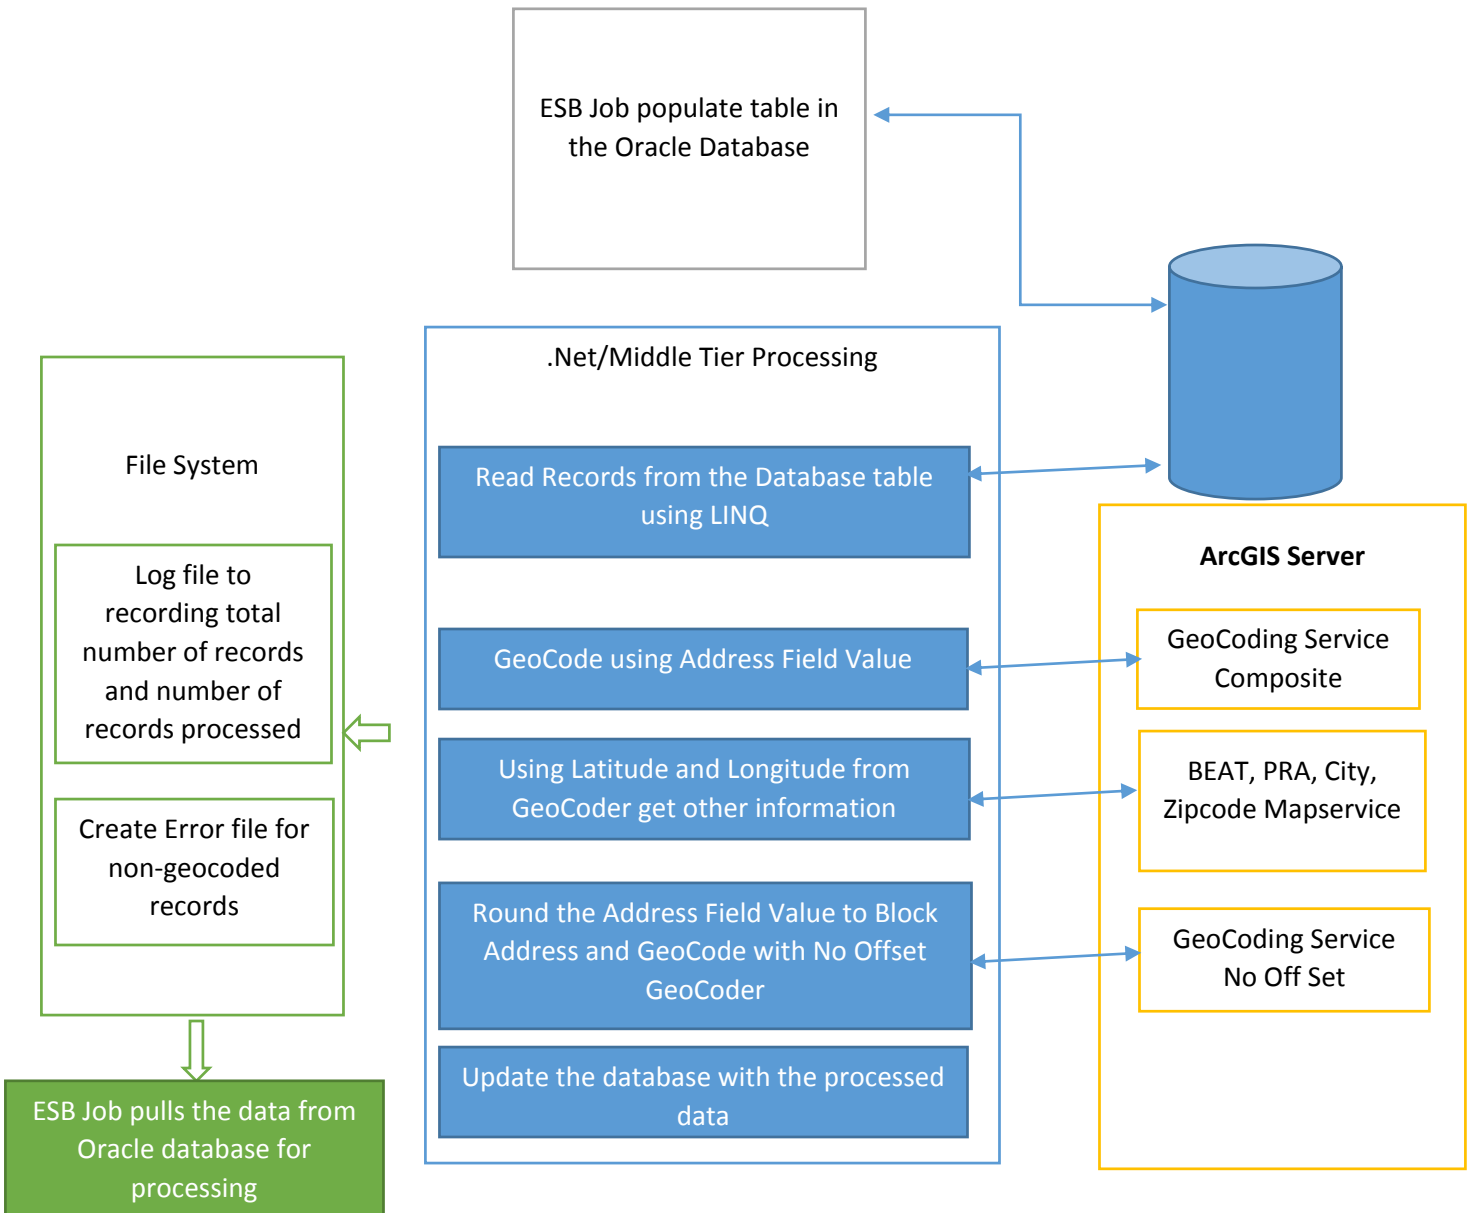 ESB Job populate table in
the Oracle Database
.Net/Middle Tier Processing
Read Records from the Database table
using LINQ
GeoCode using Address Field Value
Using Latitude and Longitude from
GeoCoder get other information
Round the Address Field Value to Block
Address and GeoCode with No Offset
GeoCoder
Update the database with the processed
data
File System
Log file to
recording total
number of records
and number of
records processed
Create Error file for
non-geocoded
records
ESB Job pulls the data from
Oracle database for
processing
ArcGIS Server
GeoCoding Service
Composite
BEAT, PRA, City,
Zipcode Mapservice
GeoCoding Service
No Off Set